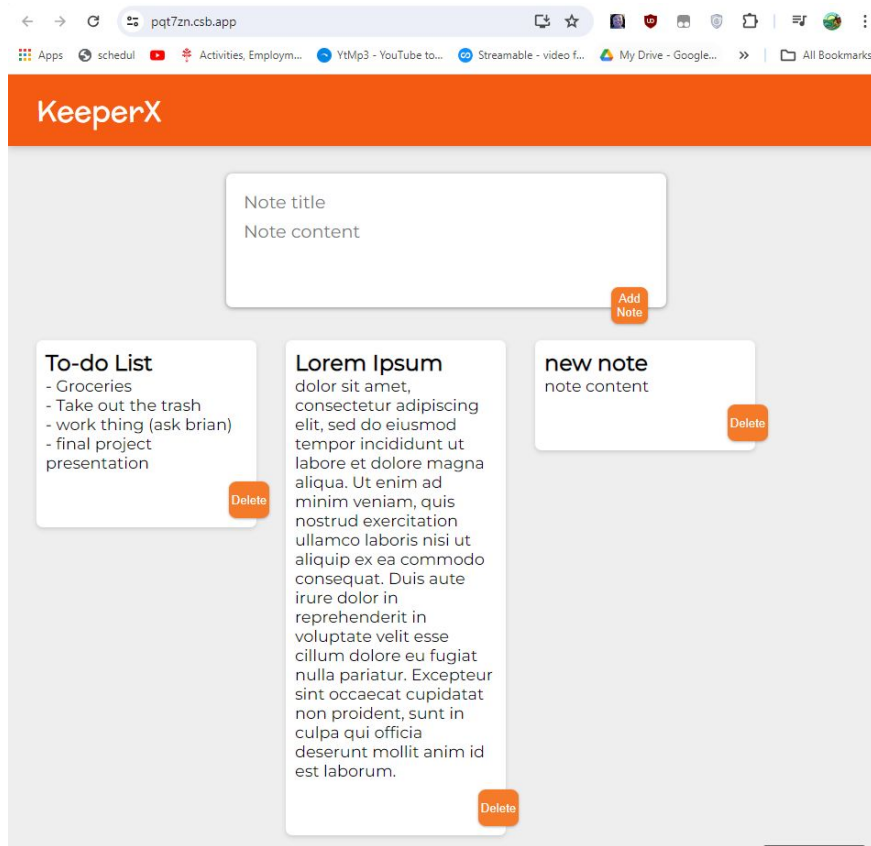 pqt7zn.csb.app
Apps
schedul
Activities, Employm...
YtMp3 - YouTube to...
Streamable - video f...
My Drive - Google...
»
All Bookmarks
KeeperX
Note title
Note content
Add
Note
To-do List
- Groceries
- Take out the trash
- work thing (ask brian)
- final project
presentation
Delete
Lorem Ipsum
dolor sit amet,
consectetur adipiscing
elit, sed do eiusmod
tempor incididunt ut
labore et dolore magna
aliqua. Ut enim ad
minim veniam, quis
nostrud exercitation
ullamco laboris nisi ut
aliquip ex ea commodo
consequat. Duis aute
irure dolor in
reprehenderit in
voluptate velit esse
cillum dolore eu fugiat
nulla pariatur. Excepteur
sint occaecat cupidatat
non proident, sunt in
culpa qui officia
deserunt mollit anim id
est laborum.
Delete
new note
note content
Delete